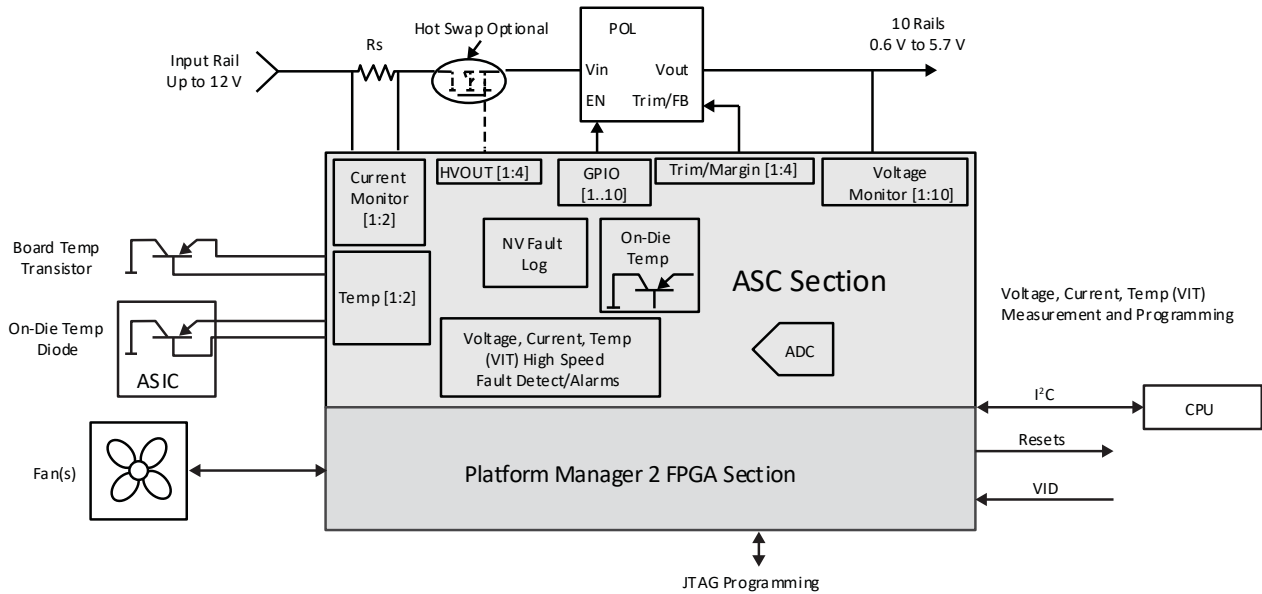 Hot Swap Optional
POL
10 Rails
0.6 V to 5.7 V
Input Rail
Up to 12 V
Rs
Vin
Vout
EN
Trim/FB
Current
Monitor
[1:2]
HVOUT [1:4]
GPIO
[1..10]
Trim/Margin [1:4]
Voltage
Monitor [1:10]
Board Temp
Transistor
NV Fault
Log
On-Die
Temp
ASC Section
Temp [1:2]
On-Die Temp
Diode
ASIC
Voltage, Current, Temp
(VIT) High Speed
Fault Detect/Alarms
ADC
Voltage, Current, Temp (VIT)
Measurement and Programming
I²C
CPU
Fan(s)
Platform Manager 2 FPGA Section
Resets
VID
JTAG Programming